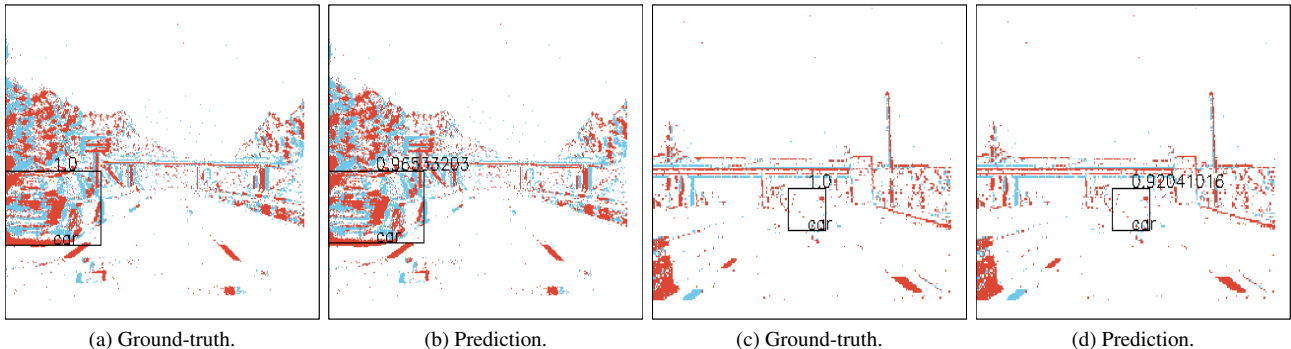 1.0
car
(a) Ground-truth.
0.96533203
car
(b) Prediction.
1.0
car
(c) Ground-truth.
0.92041016
car
(d) Prediction.